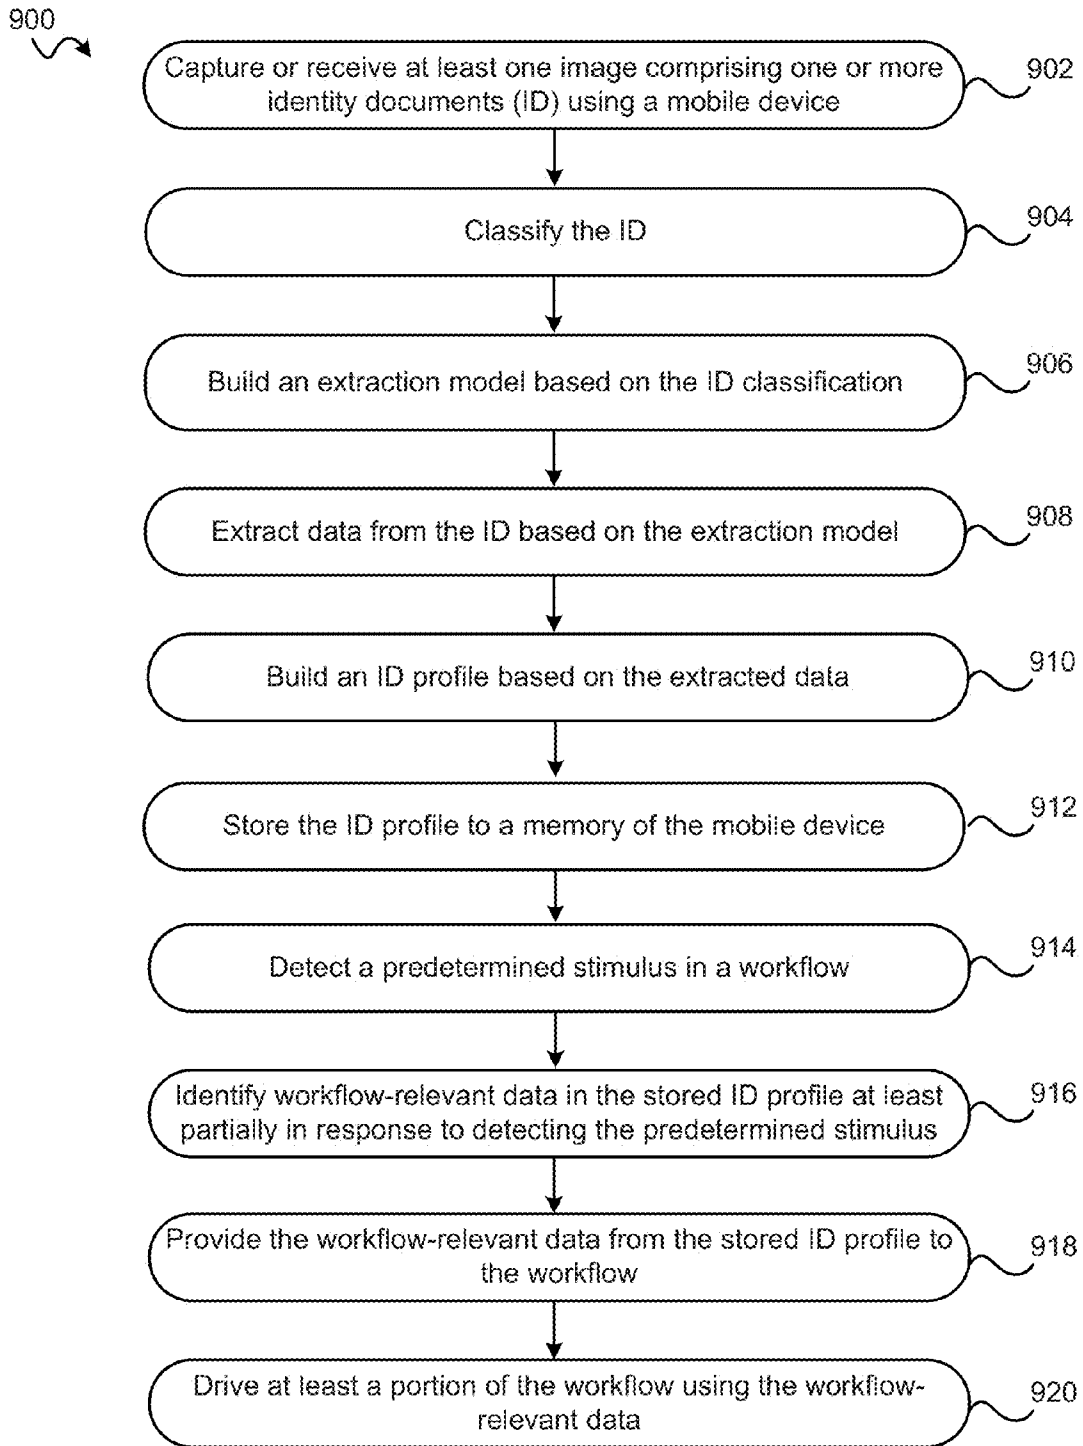 900
Capture or receive at least one image comprising one or more
identity documents (ID) using a mobile device
902
Classify the ID
904
Build an extraction model based on the ID classification
906
Extract data from the ID based on the extraction model
908
Build an ID profile based on the extracted data
910
Store the ID profile to a memory of the mobile device
912
Detect a predetermined stimulus in a workflow
914
Identify workflow-relevant data in the stored ID profile at least
partially in response to detecting the predetermined stimulus
916
Provide the workflow-relevant data from the stored ID profile to
the workflow
918
Drive at least a portion of the workflow using the workflow-
relevant data
920